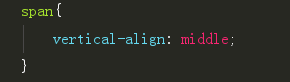 span{
vertical-align: middle;
}